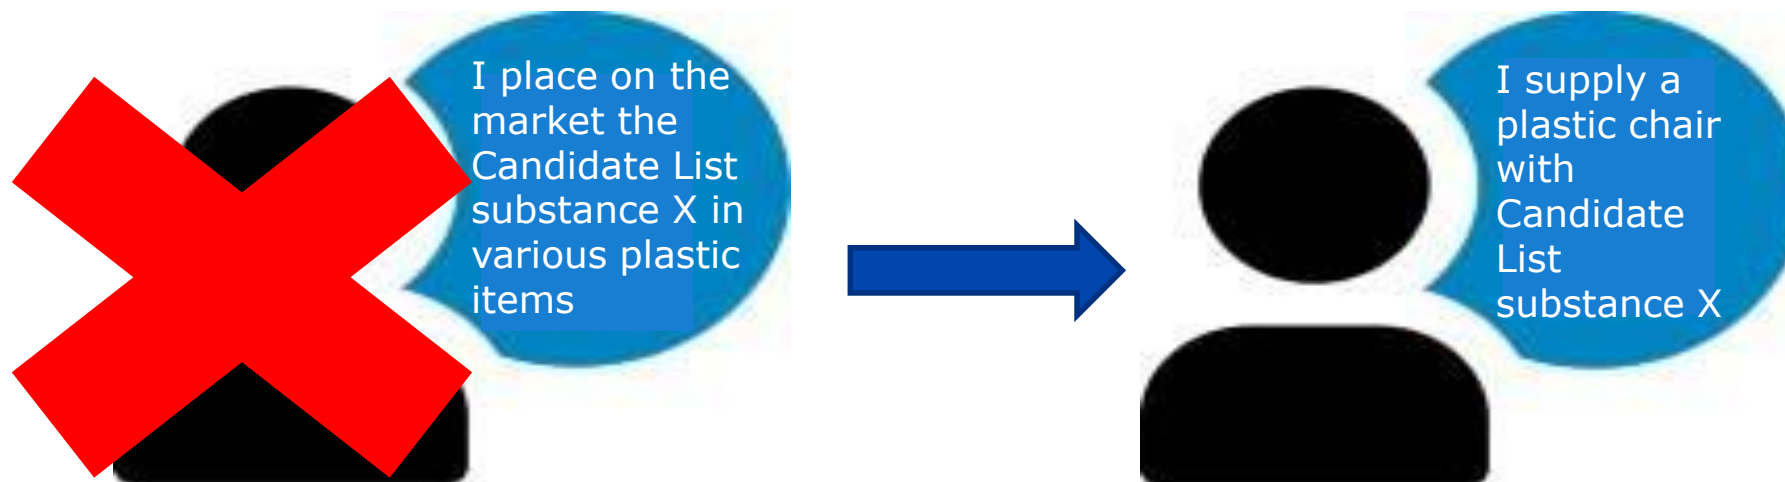 I place on the
market the
Candidate List
substance X in
various plastic
items
I supply a
plastic chair
with
Candidate
List
substance X